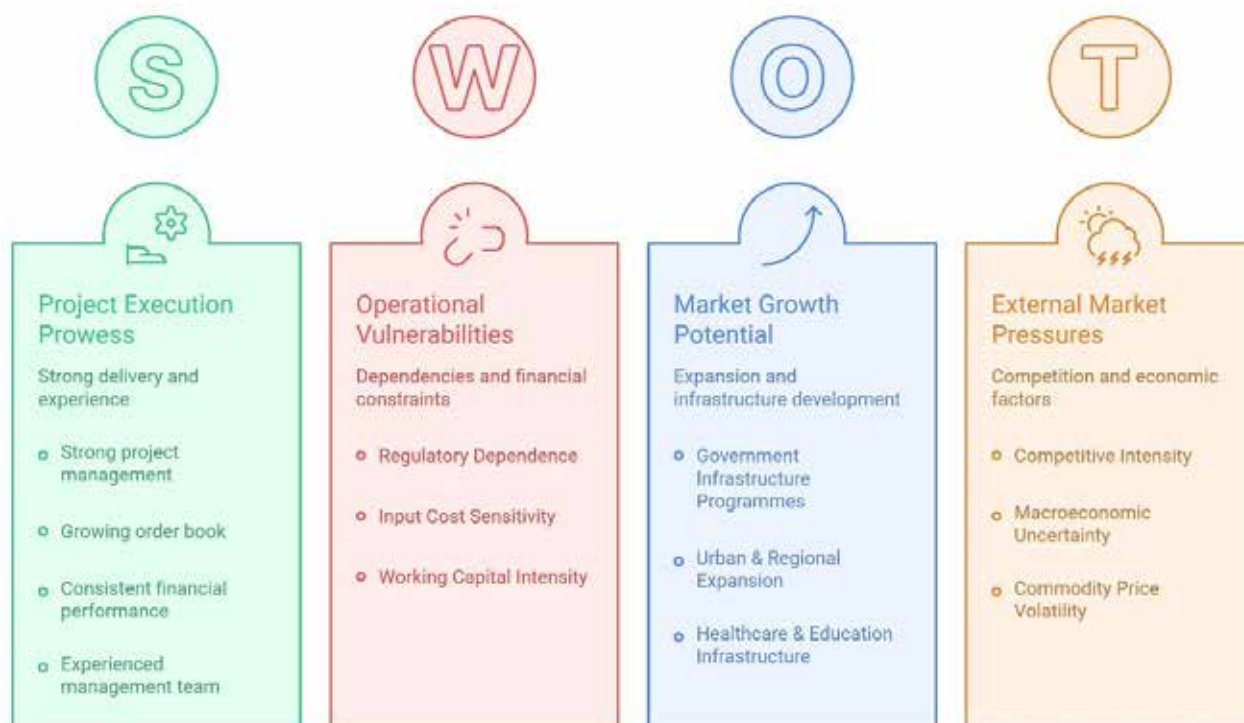 S
W
O
T
Project Execution
Prowess
Strong delivery and
experience
Strong project
management
Growing order book
Consistent financial
performance
Experienced
management team
Operational
Vulnerabilities
Dependencies and financial
constraints
Regulatory Dependence
Input Cost Sensitivity
Working Capital Intensity
Market Growth
Potential
Expansion and
infrastructure development
Government
Infrastructure
Programmes
Urban & Regional
Expansion
Healthcare & Education
Infrastructure
External Market
Pressures
Competition and economic
factors
Competitive Intensity
Macroeconomic
Uncertainty
Commodity Price
Volatility